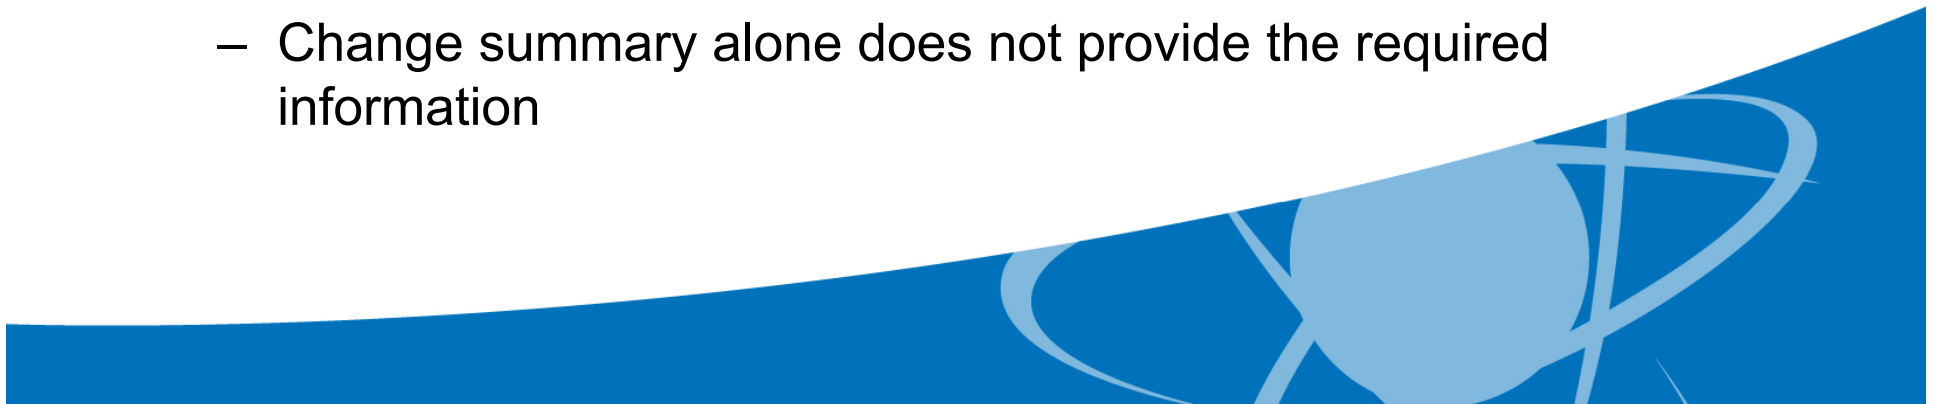 – Change summary alone does not provide the required
information